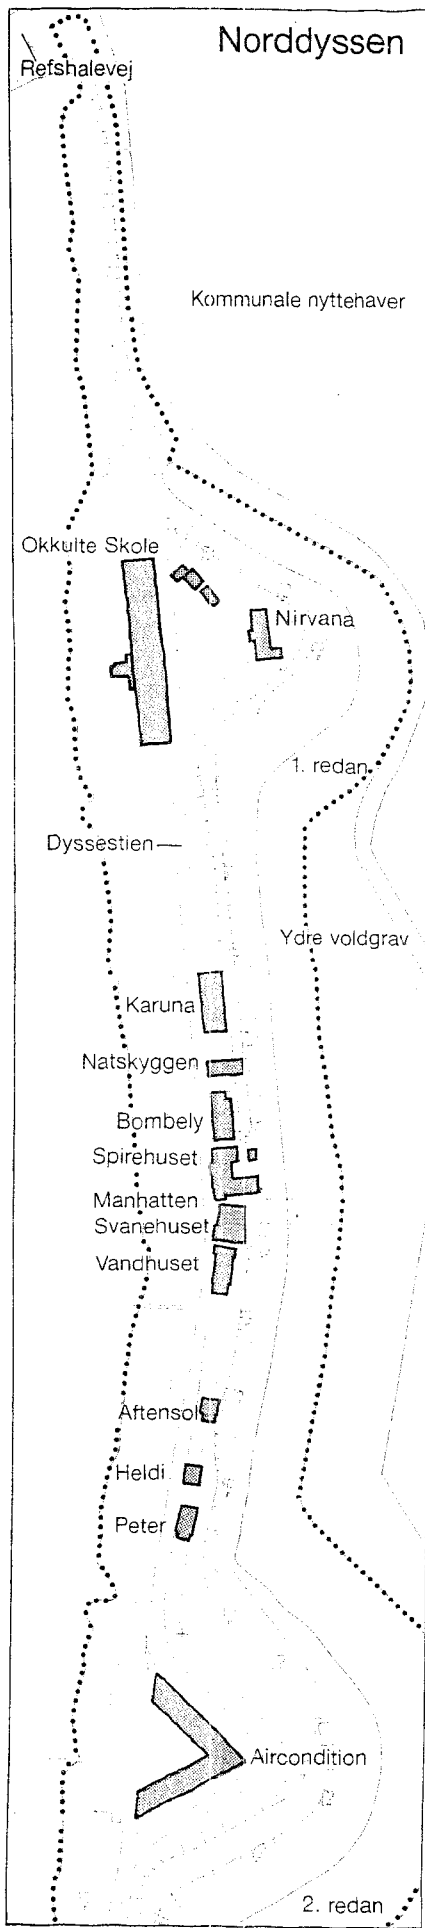 Norddyssen
Refshalevej
Kommunale nyttehaver
Okkulte Skole
Nirvana
1. redan
Dyssestien
Ydre voldgrav
Karuna
Natskyggen
Bombely
Spirehuset
Manhatten
Svanehuset
Vandhuset
Aftensol
Heldi
Peter
Aircondition
2. redan